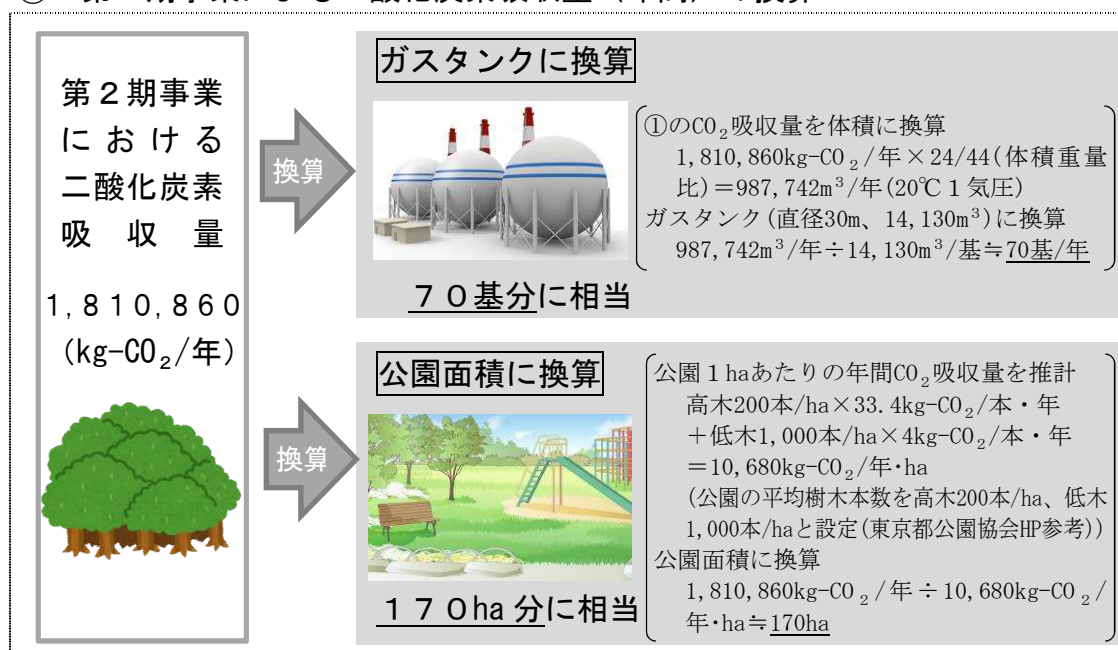 第２期事業
における
二酸化炭素
吸収量
1,810,860
(kg-CO₂/年)
換算
ガスタンクに換算
７０基分に相当
①のCO₂吸収量を体積に換算
1,810,860kg-CO₂/年×24/44(体積重量
比)＝987,742m³/年(20℃１気圧)
ガスタンク(直径30m、14,130m³)に換算
987,742m³/年÷14,130m³/基≒70基/年
換算
公園面積に換算
１７０ha分に相当
公園１haあたりの年間CO₂吸収量を推計
高木200本/ha×33.4kg-CO₂/本・年
＋低木1,000本/ha×4kg-CO₂/本・年
＝10,680kg-CO₂/年・ha
(公園の平均樹木本数を高木200本/ha、低木
1,000本/haと設定(東京都公園協会HP参考))
公園面積に換算
1,810,860kg-CO₂/年÷10,680kg-CO₂/
年・ha≒170ha